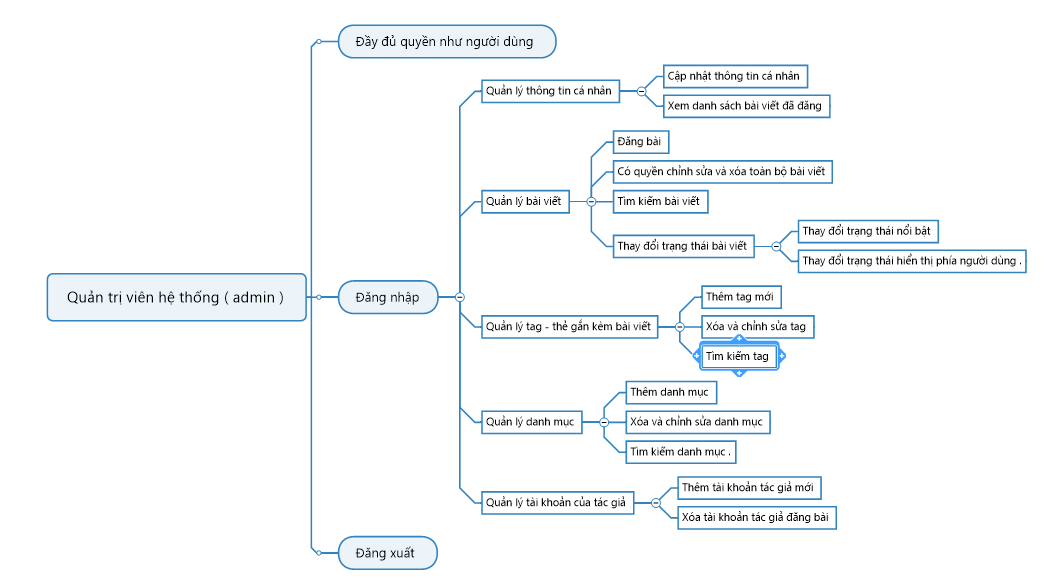 Đầy đủ quyền như người dùng
Cập nhật thông tin cá nhân
Quản lý thông tin cá nhân
Xem danh sách bài viết đã đăng
Đăng bài
Có quyền chỉnh sửa và xóa toàn bộ bài viết
Quản lý bài viết
Tìm kiếm bài viết
Thay đổi trạng thái nổi bật
Thay đổi trạng thái bài viết
Thay đổi trạng thái hiển thị phía người dùng .
Quản trị viên hệ thống ( admin )
Đăng nhập
Thêm tag mới
Quản lý tag - thẻ gắn kèm bài viết
Xóa và chỉnh sửa tag
Tìm kiếm tag
Thêm danh mục
Quản lý danh mục
Xóa và chỉnh sửa danh mục
Tìm kiếm danh mục .
Thêm tài khoản tác giả mới
Quản lý tài khoản của tác giả
Xóa tài khoản tác giả đăng bài
Đăng xuất